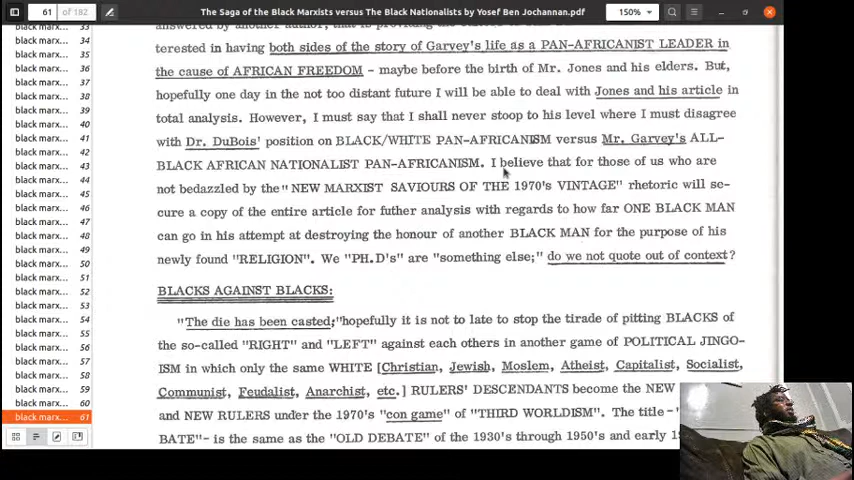 61 of 182
The Saga of the Black Marxists versus The Black Nationalists by Yosef Ben Jochannan.pdf
150%
black marx... 33
black marx... 34
black marx... 35
black marx... 36
black marx... 37
black marx... 38
black marx... 39
black marx... 40
black marx... 41
black marx... 42
black marx... 43
black marx... 44
black marx... 45
black marx... 46
black marx... 47
black marx... 48
black marx... 49
black marx... 50
black marx... 51
black marx... 52
black marx... 53
black marx... 54
black marx... 55
black marx... 56
black marx... 57
black marx... 58
black marx... 59
black marx... 60
black marx... 61
answered by another author, that is providing the
terested in having both sides of the story of Garvey's life as a PAN-AFRICANIST LEADER in
the cause of AFRICAN FREEDOM - maybe before the birth of Mr. Jones and his elders. But,
hopefully one day in the not too distant future I will be able to deal with Jones and his article in
total analysis. However, I must say that I shall never stoop to his level where I must disagree
with Dr. DuBois' position on BLACK/WHITE PAN-AFRICANISM versus Mr. Garvey's ALL-
BLACK AFRICAN NATIONALIST PAN-AFRICANISM. I believe that for those of us who are
not bedazzled by the "NEW MARXIST SAVIOURS OF THE 1970's VINTAGE" rhetoric will se-
cure a copy of the entire article for futher analysis with regards to how far ONE BLACK MAN
can go in his attempt at destroying the honour of another BLACK MAN for the purpose of his
newly found "RELIGION". We "PH.D's" are "something else;" do we not quote out of context?
BLACKS AGAINST BLACKS:
"The die has been casted;"hopefully it is not to late to stop the tirade of pitting BLACKS of
the so-called "RIGHT" and "LEFT" against each others in another game of POLITICAL JINGO-
ISM in which only the same WHITE [Christian, Jewish, Moslem, Atheist, Capitalist, Socialist,
Communist, Feudalist, Anarchist, etc.] RULERS' DESCENDANTS become the NEW
and NEW RULERS under the 1970's "con game" of "THIRD WORLDISM". The title -"
BATE"- is the same as the "OLD DEBATE" of the 1930's through 1950's and early